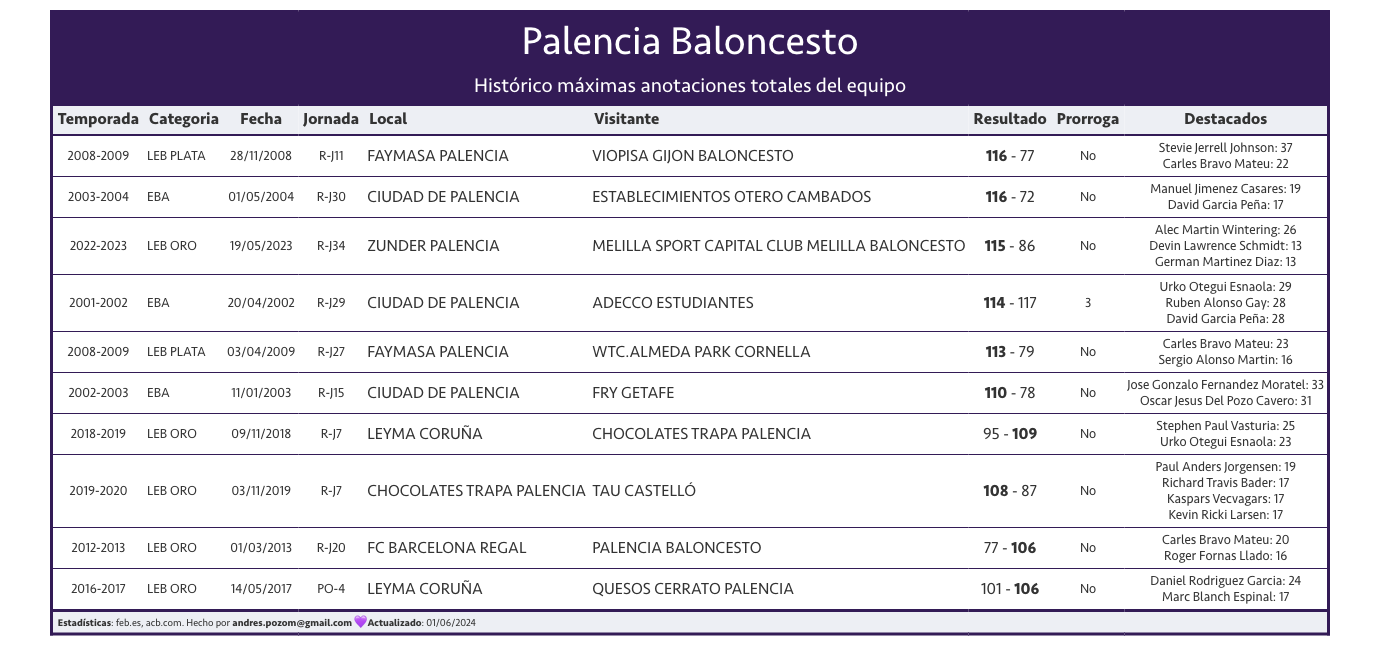 Palencia Baloncesto
Histórico máximas anotaciones totales del equipo
Temporada Categoria Fecha Jornada Local Visitante Resultado Prorroga Destacados
2008-2009 LEB PLATA 28/11/2008 R-J11 FAYMASA PALENCIA VIOPISA GIJON BALONCESTO 116 - 77 No Stevie Jerrell Johnson: 37
Carles Bravo Mateu: 22
2003-2004 EBA 01/05/2004 R-J30 CIUDAD DE PALENCIA ESTABLECIMIENTOS OTERO CAMBADOS 116 - 72 No Manuel Jimenez Casares: 19
David Garcia Peña: 17
2022-2023 LEB ORO 19/05/2023 R-J34 ZUNDER PALENCIA MELILLA SPORT CAPITAL CLUB MELILLA BALONCESTO 115 - 86 No Alec Martin Wintering: 26
Devin Lawrence Schmidt: 13
German Martinez Diaz: 13
2001-2002 EBA 20/04/2002 R-J29 CIUDAD DE PALENCIA ADECCO ESTUDIANTES 114 - 117 3 Urko Otegui Esnaola: 29
Ruben Alonso Gay: 28
David Garcia Peña: 28
2008-2009 LEB PLATA 03/04/2009 R-J27 FAYMASA PALENCIA WTC.ALMEDA PARK CORNELLA 113 - 79 No Carles Bravo Mateu: 23
Sergio Alonso Martin: 16
2002-2003 EBA 11/01/2003 R-J15 CIUDAD DE PALENCIA FRY GETAFE 110 - 78 No Jose Gonzalo Fernandez Moratel: 33
Oscar Jesus Del Pozo Cavero: 31
2018-2019 LEB ORO 09/11/2018 R-J7 LEYMA CORUÑA CHOCOLATES TRAPA PALENCIA 95 - 109 No Stephen Paul Vasturia: 25
Urko Otegui Esnaola: 23
2019-2020 LEB ORO 03/11/2019 R-J7 CHOCOLATES TRAPA PALENCIA TAU CASTELLÓ 108 - 87 No Paul Anders Jorgensen: 19
Richard Travis Bader: 17
Kaspars Vecvagars: 17
Kevin Ricki Larsen: 17
2012-2013 LEB ORO 01/03/2013 R-J20 FC BARCELONA REGAL PALENCIA BALONCESTO 77 - 106 No Carles Bravo Mateu: 20
Roger Fornas Llado: 16
2016-2017 LEB ORO 14/05/2017 PO-4 LEYMA CORUÑA QUESOS CERRATO PALENCIA 101 - 106 No Daniel Rodriguez Garcia: 24
Marc Blanch Espinal: 17
Estadísticas: feb.es, acb.com. Hecho por andres.pozom@gmail.com 💜Actualizado: 01/06/2024